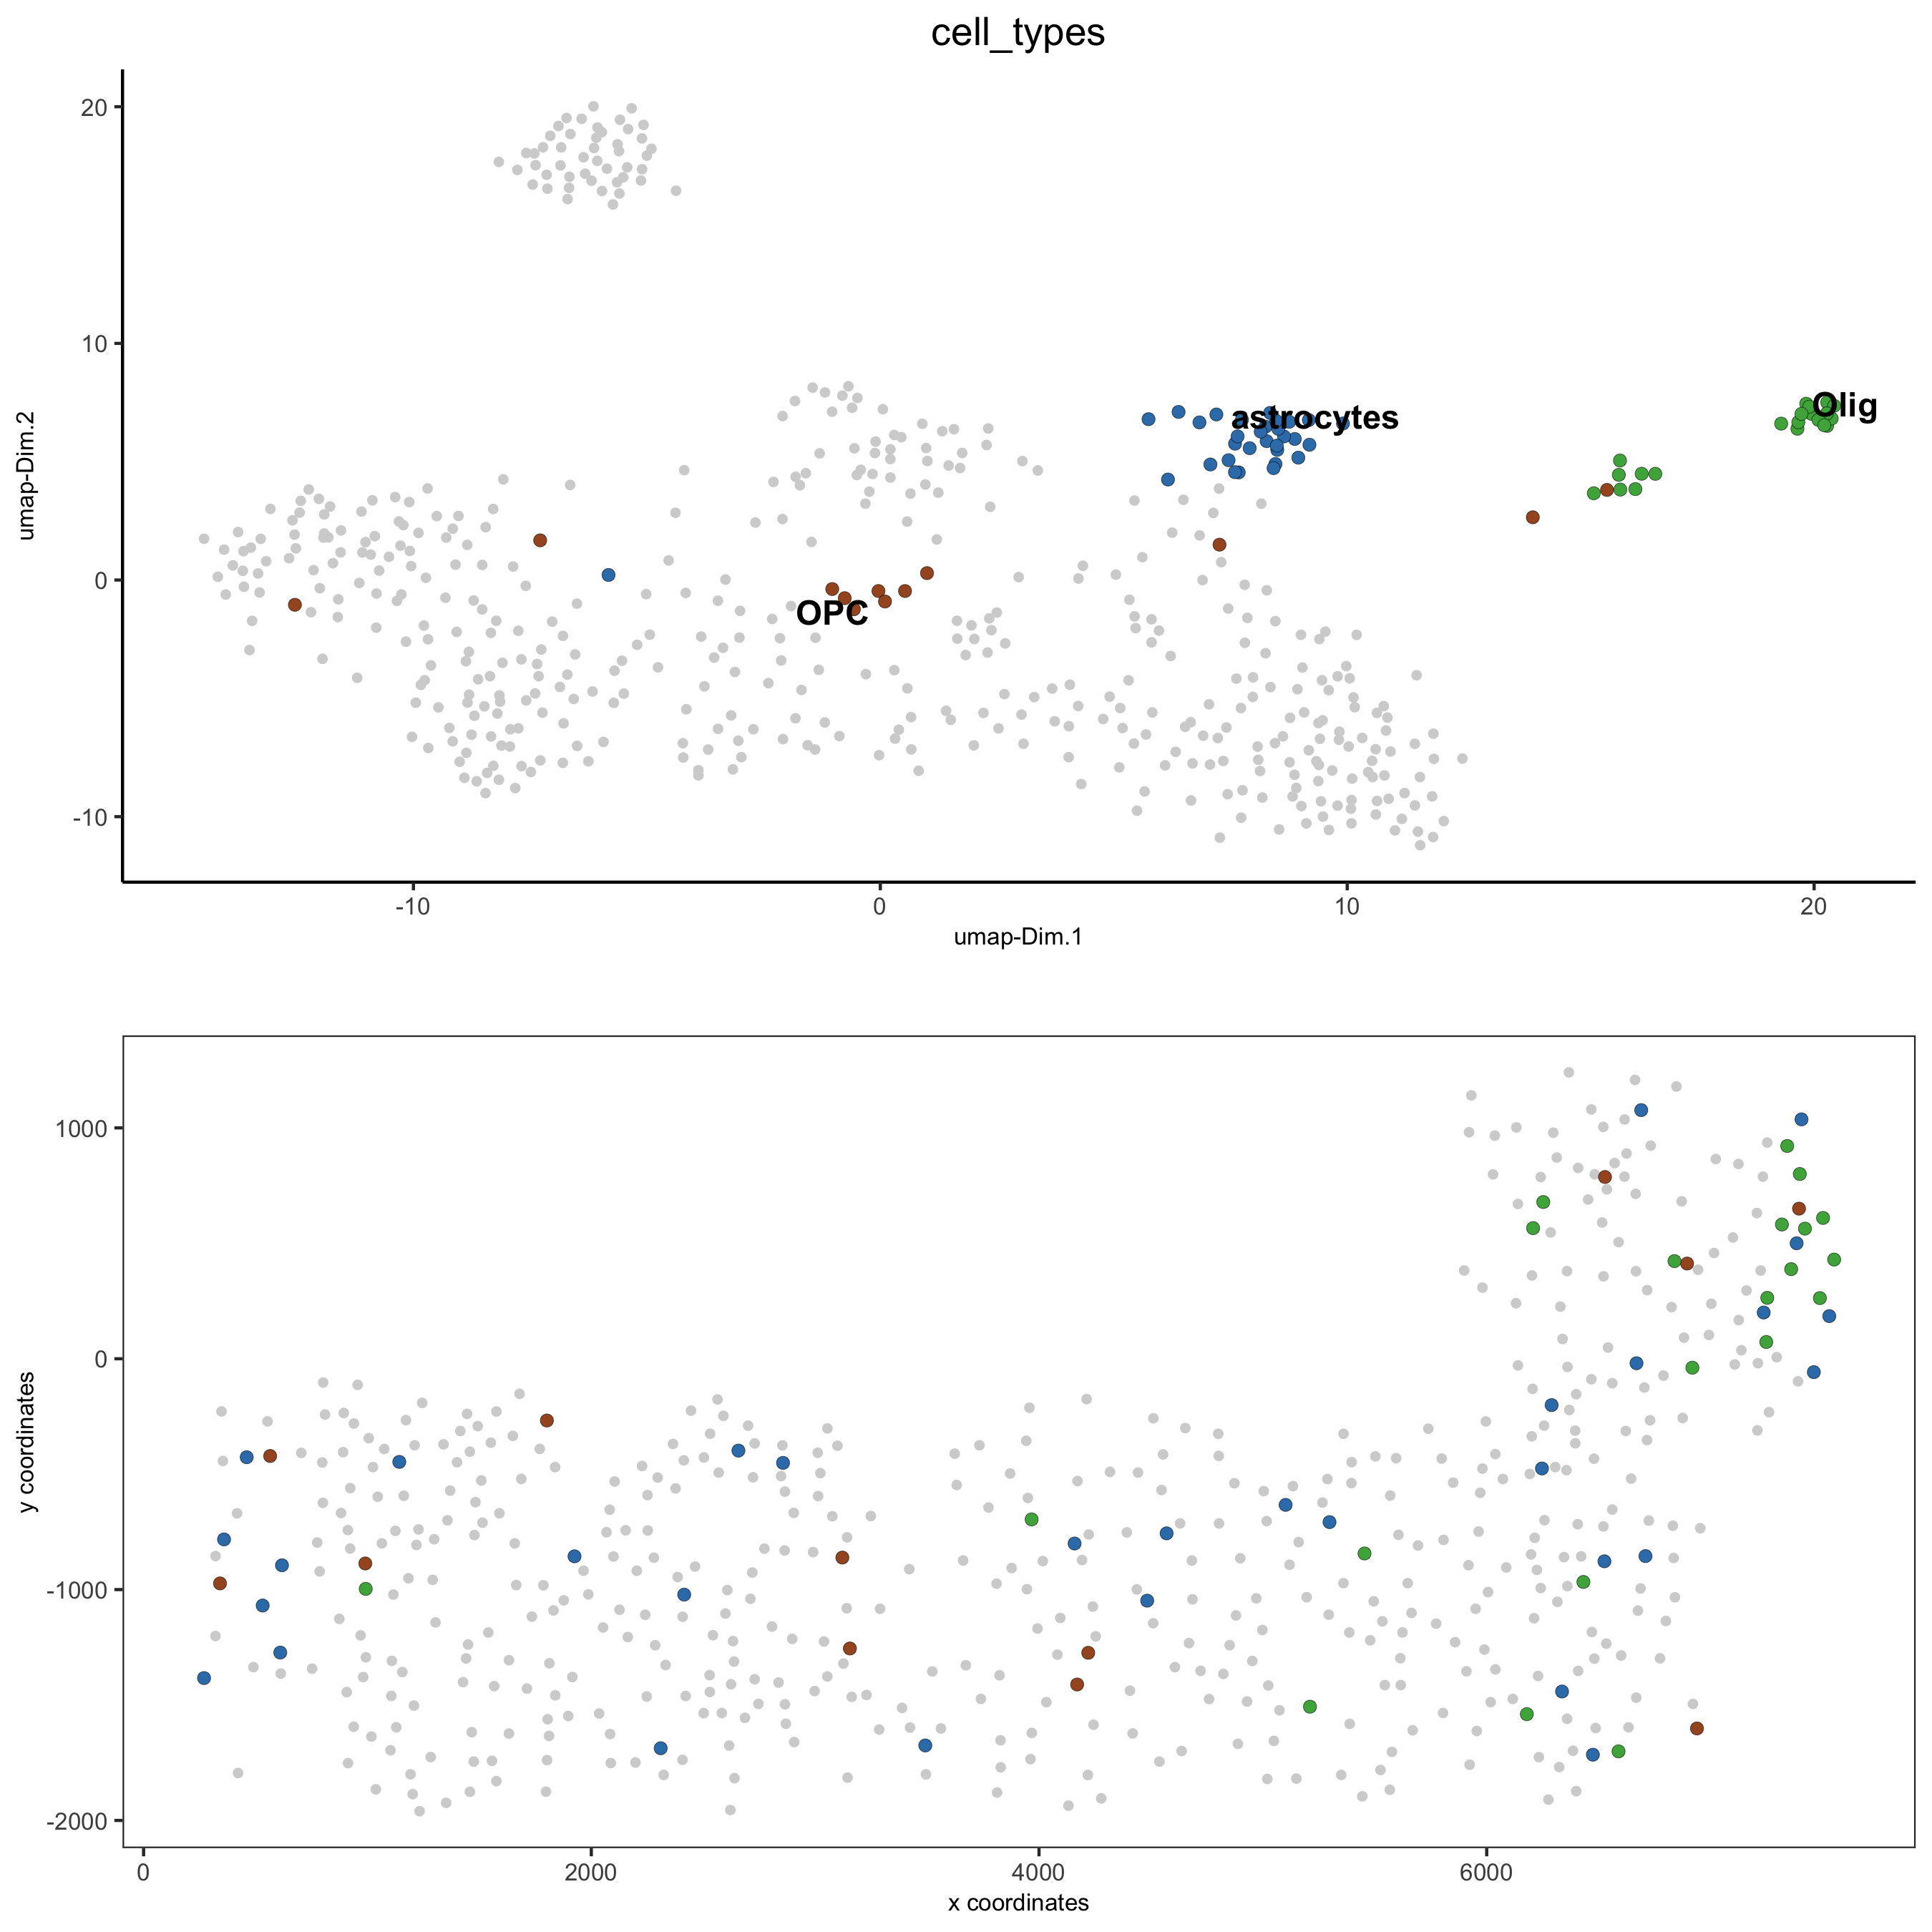 cell_types
20
10
0
-10
umap-Dim.2
astrocytes
Olig
OPC
-10
0
10
20
umap-Dim.1
1000
0
-1000
-2000
y coordinates
0
2000
4000
6000
x coordinates